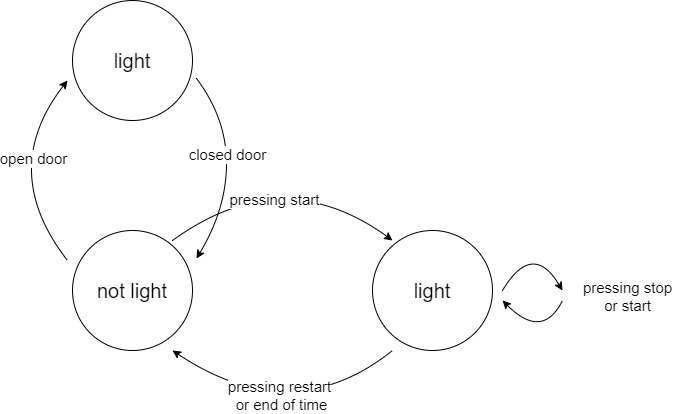 light
open door
closed door
pressing start
not light
light
pressing stop
or start
pressing restart
or end of time